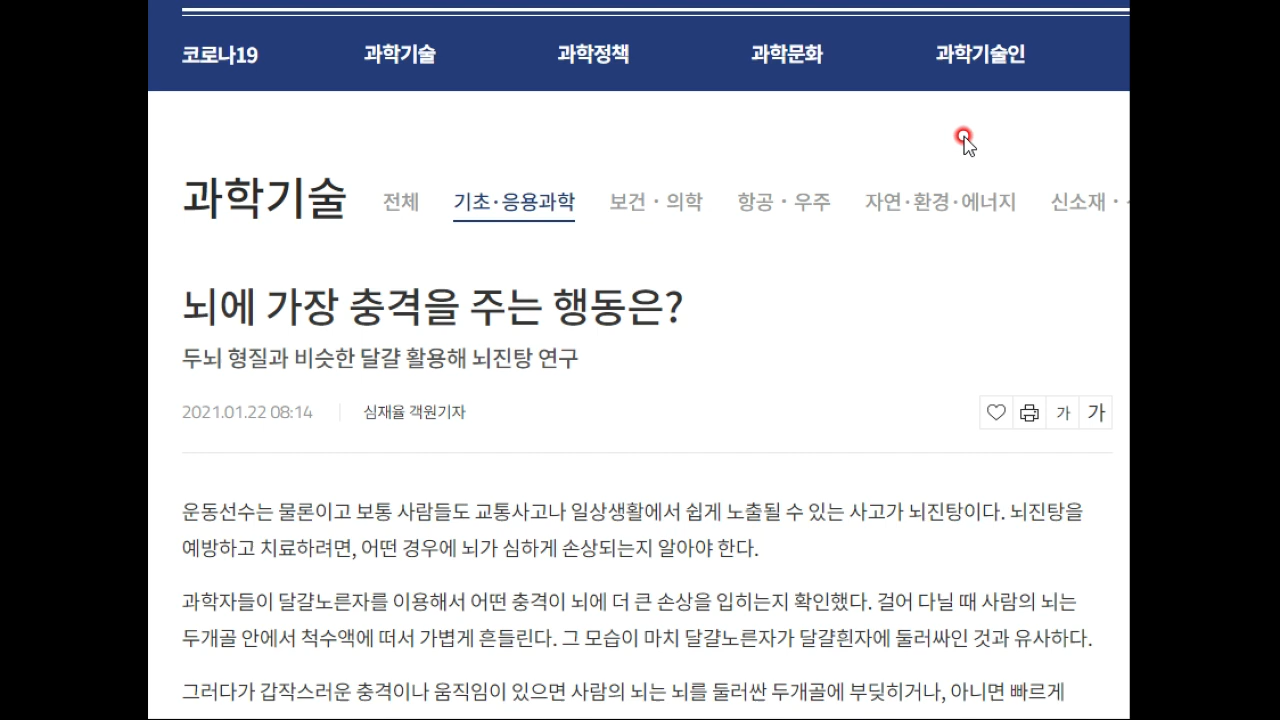 코로나19 과학기술 과학정책 과학문화 과학기술인
과학기술 전체 기초·응용과학 보건·의학 항공·우주 자연·환경·에너지 신소재·
뇌에 가장 충격을 주는 행동은?
두뇌 형질과 비슷한 달걀 활용해 뇌진탕 연구
2021.01.22 08:14 심재율 객원기자 가 가
운동선수는 물론이고 보통 사람들도 교통사고나 일상생활에서 쉽게 노출될 수 있는 사고가 뇌진탕이다. 뇌진탕을
예방하고 치료하려면, 어떤 경우에 뇌가 심하게 손상되는지 알아야 한다.
과학자들이 달걀노른자를 이용해서 어떤 충격이 뇌에 더 큰 손상을 입히는지 확인했다. 걸어 다닐 때 사람의 뇌는
두개골 안에서 척수액에 떠서 가볍게 흔들린다. 그 모습이 마치 달걀노른자가 달걀흰자에 둘러싸인 것과 유사하다.
그러다가 갑작스러운 충격이나 움직임이 있으면 사람의 뇌는 뇌를 둘러싼 두개골에 부딪히거나, 아니면 빠르게